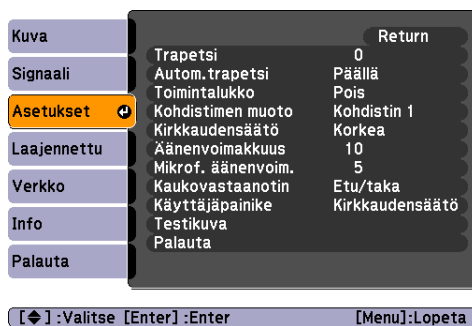 Kuva
Signaali
Asetukset
Laajennettu
Verkko
Info
Palauta
Return
Trapetsi 0
Autom.trapetsi Päällä
Toimintalukko Pois
Kohdistimen muoto Kohdistin 1
Kirkkaudensäätö Korkea
Äänenvoimakkuus 10
Mikrof. äänenvoim. 5
Kaukovastaanotin Etu/taka
Käyttäjäpainike Kirkkaudensäätö
Testikuva
Palauta
[◆] :Valitse [Enter] :Enter [Menu]:Lopeta